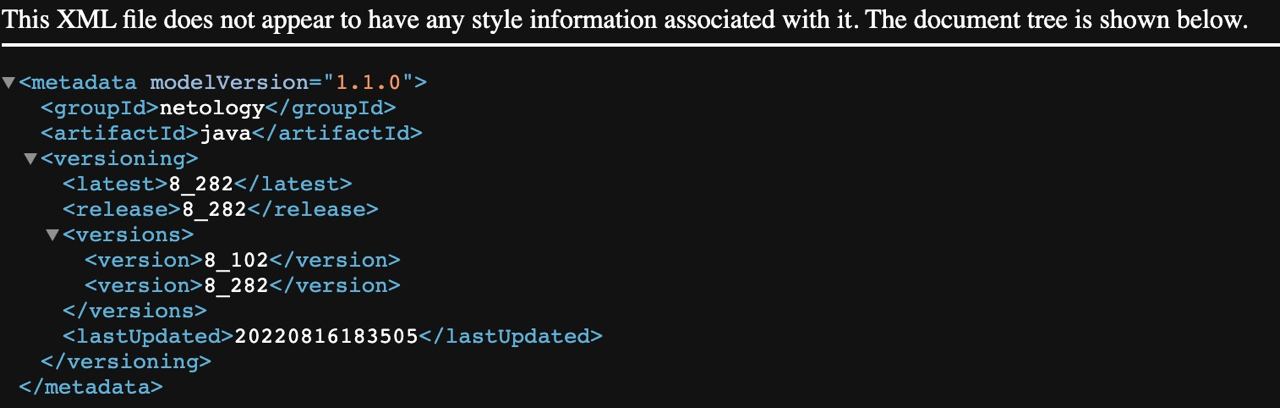 This XML file does not appear to have any style information associated with it. The document tree is shown below.
▼<metadata modelVersion="1.1.0">
<groupId>netology</groupId>
<artifactId>java</artifactId>
▼<versioning>
<latest>8_282</latest>
<release>8_282</release>
▼<versions>
<version>8_102</version>
<version>8_282</version>
</versions>
<lastUpdated>20220816183505</lastUpdated>
</versioning>
</metadata>